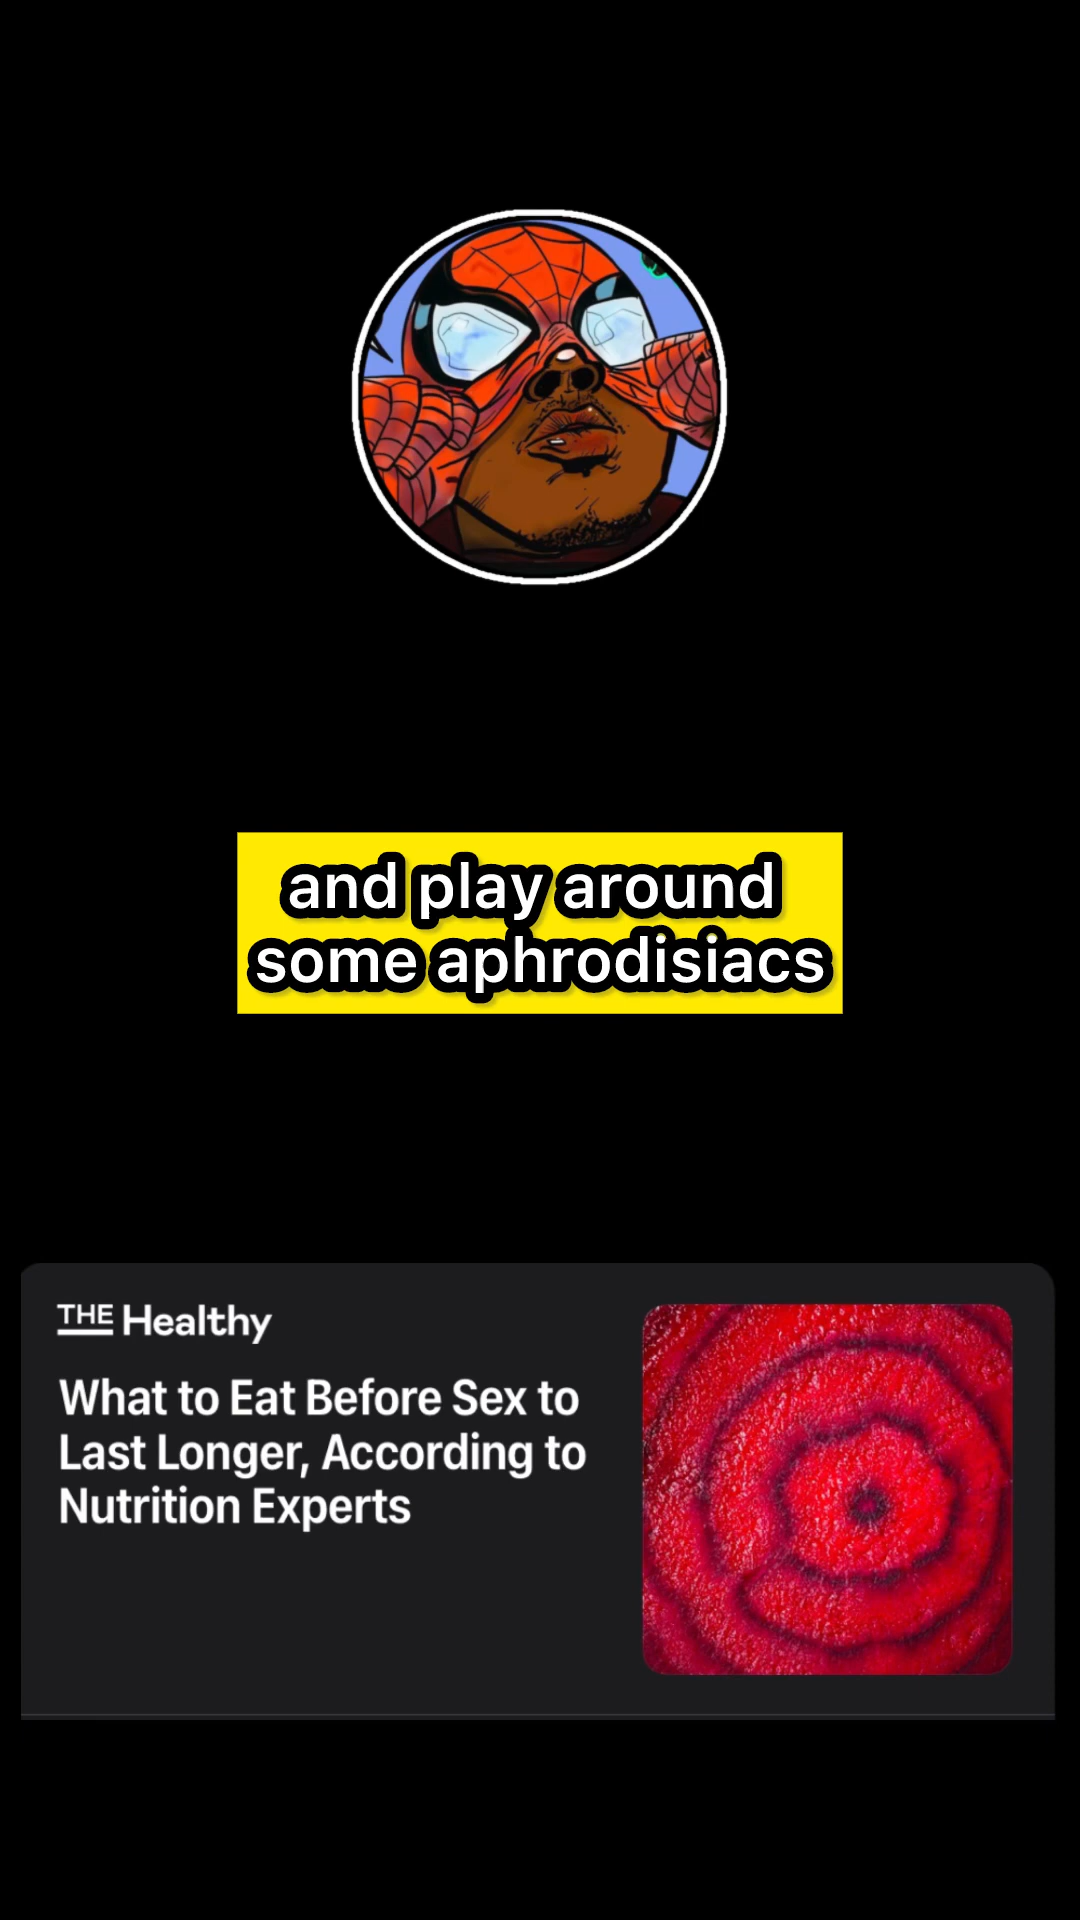 and play around
some aphrodisiacs
THE Healthy
What to Eat Before Sex to
Last Longer, According to
Nutrition Experts